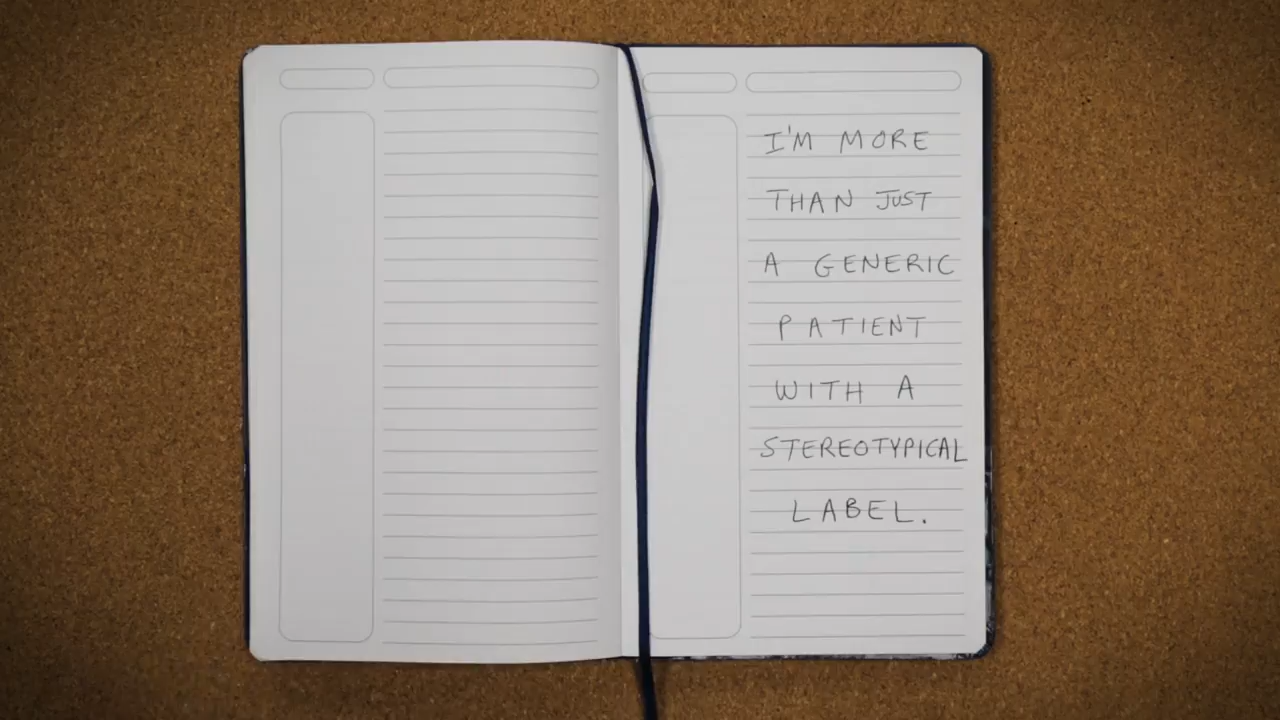 I'M MORE
THAN JUST
A GENERIC
PATIENT
WITH A
STEREOTYPICAL
LABEL.